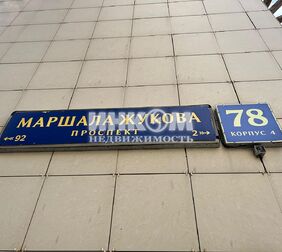 МАРШАЛА ЖУКОВА
ПРОСПЕКТ
92
2
78
КОРПУС 4
НЕДВИЖИМОСТЬ